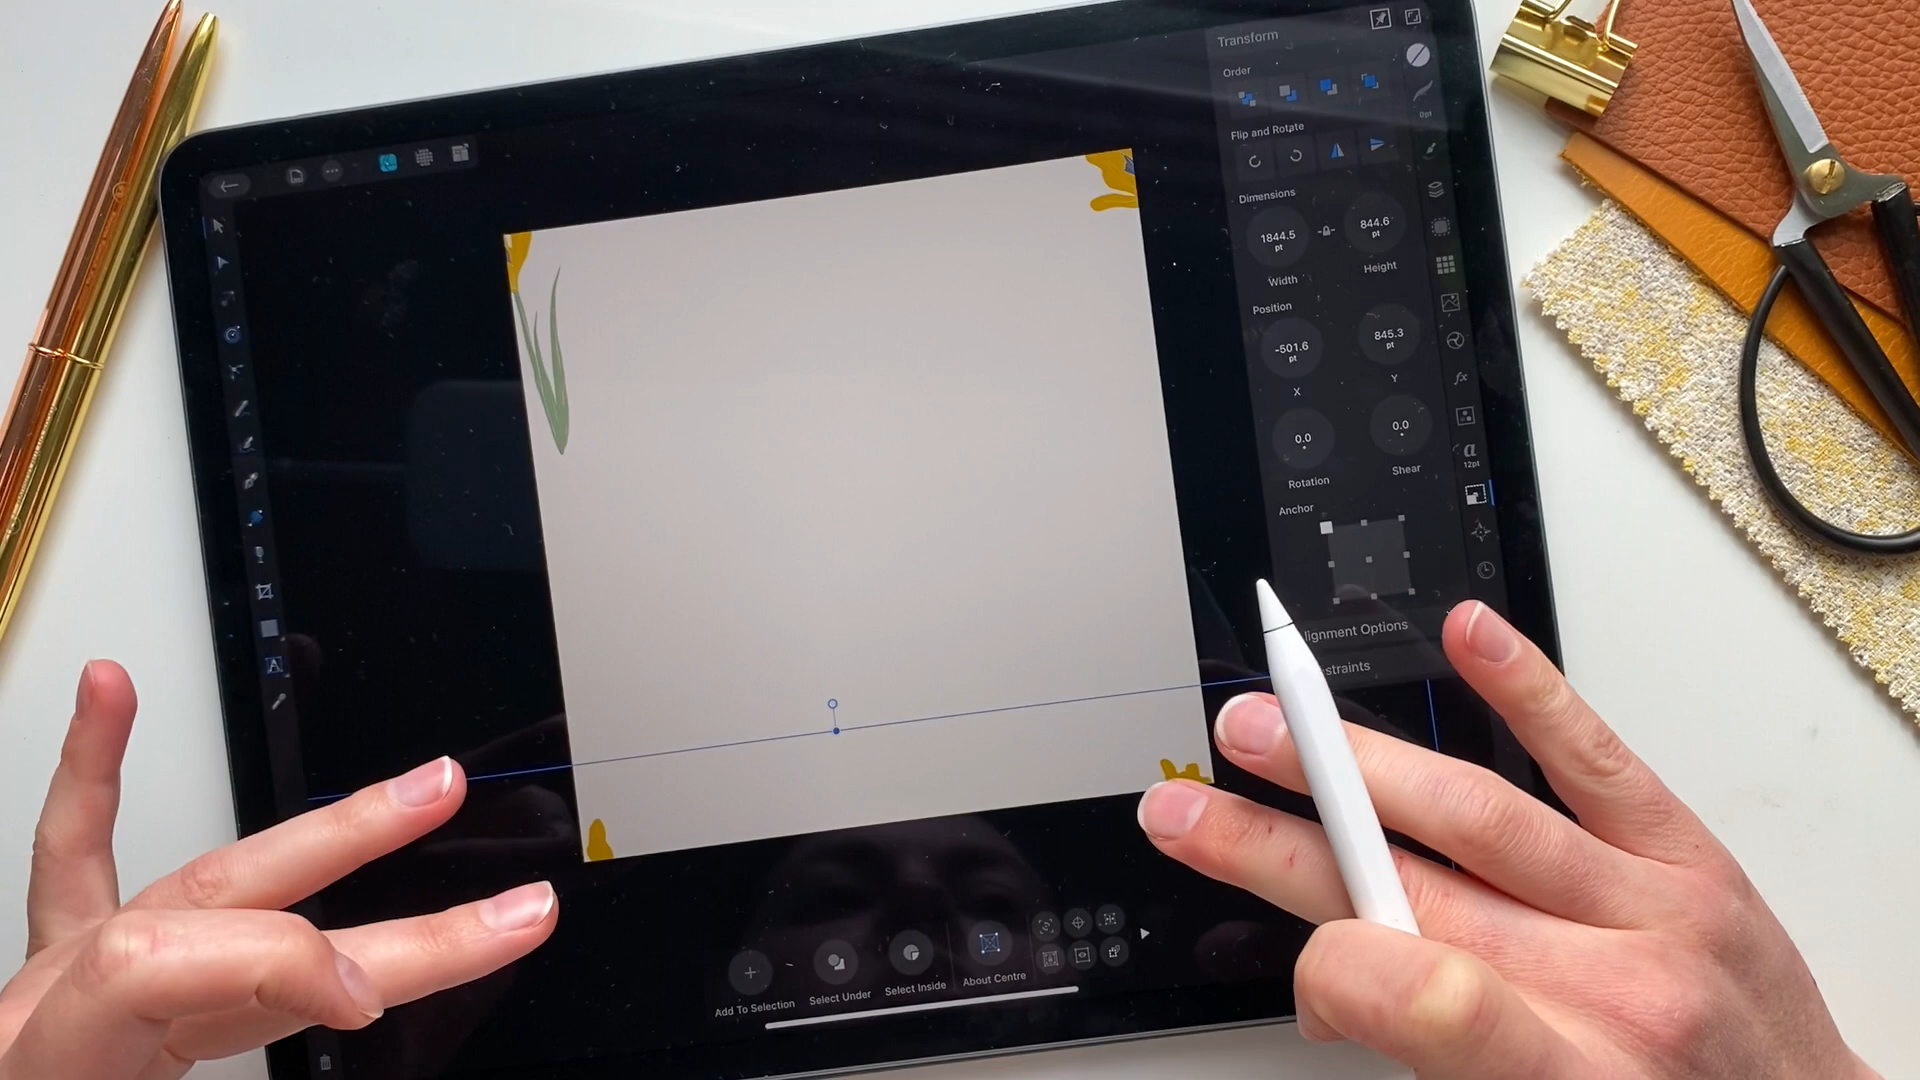 Transform
Order
0pt
Flip and Rotate
Dimensions
1844.5 pt
844.6 pt
Width
Height
Position
-501.6 pt
845.3 pt
X
Y
0.0 °
0.0 °
Rotation
Shear
a
12pt
fx
Anchor
lignment Options
straints
A
Add To Selection
Select Under
Select Inside
About Centre